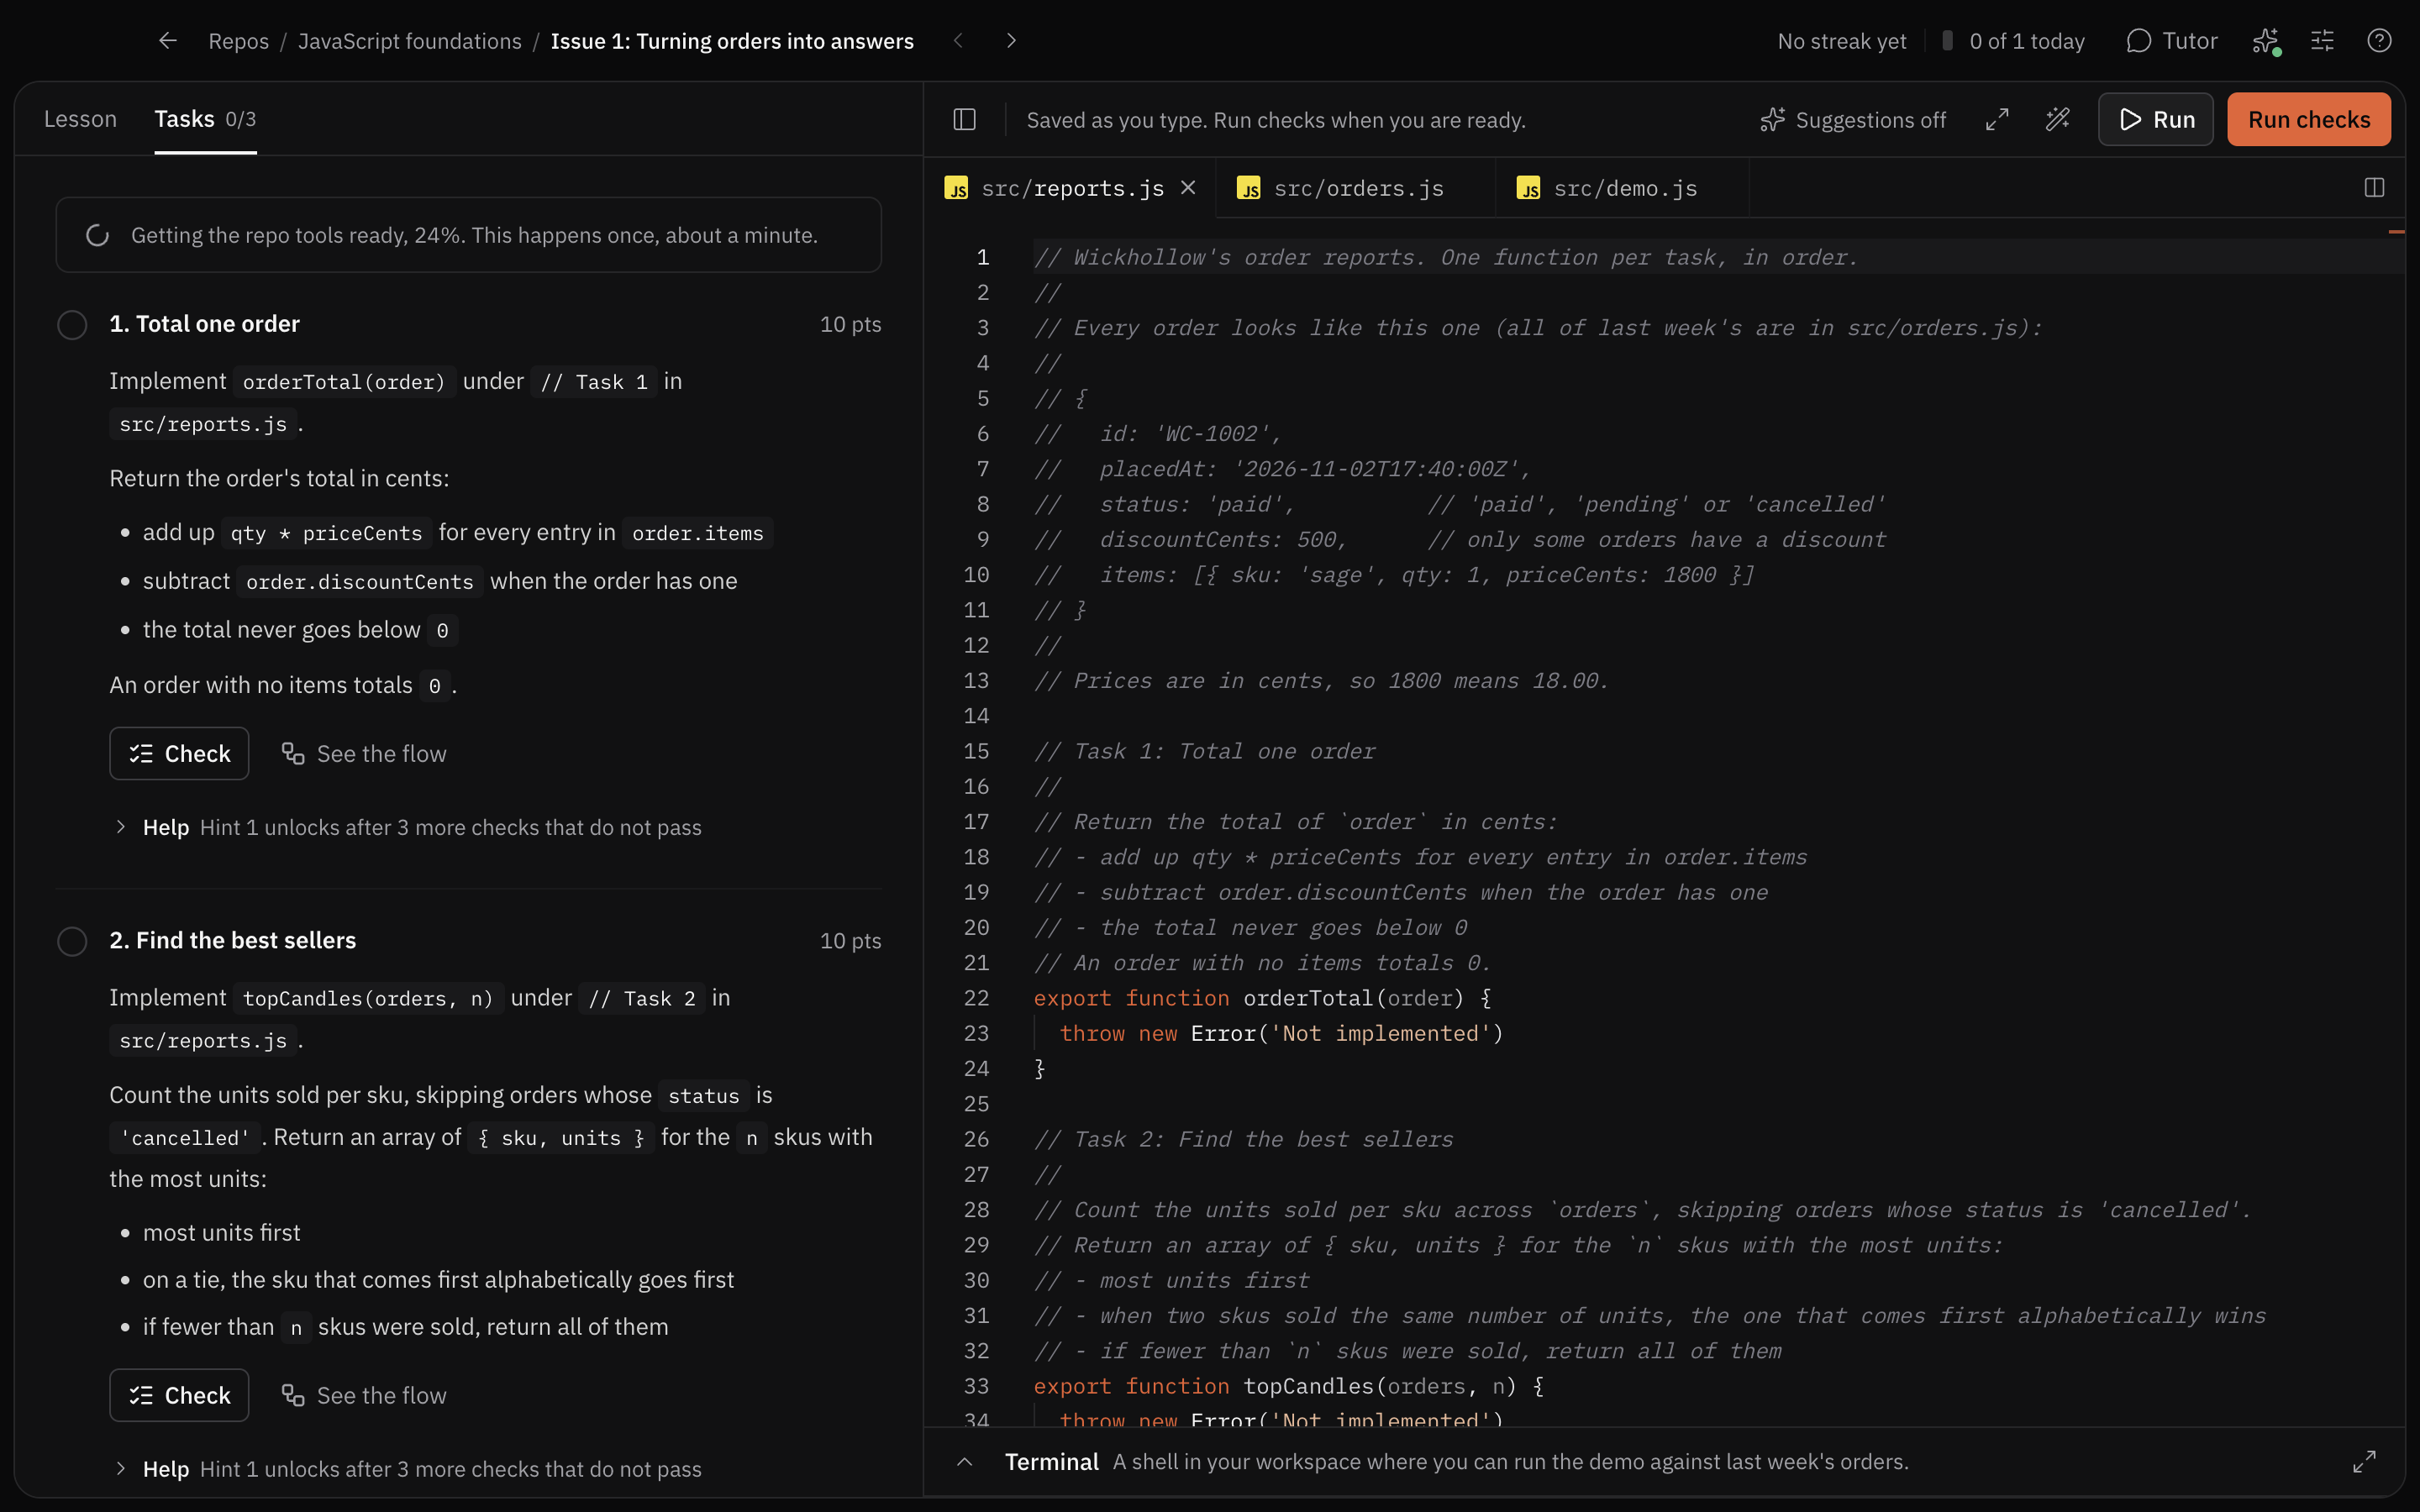 Repos / JavaScript foundations / Issue 1: Turning orders into answers
No streak yet 0 of 1 today Tutor
Lesson Tasks 0/3
Getting the repo tools ready, 24%. This happens once, about a minute.
1. Total one order 10 pts
Implement orderTotal(order) under // Task 1 in
src/reports.js.
Return the order's total in cents:
• add up qty * priceCents for every entry in order.items
• subtract order.discountCents when the order has one
• the total never goes below 0
An order with no items totals 0.
Check See the flow
Help Hint 1 unlocks after 3 more checks that do not pass
2. Find the best sellers 10 pts
Implement topCandles(orders, n) under // Task 2 in
src/reports.js.
Count the units sold per sku, skipping orders whose status is
'cancelled'. Return an array of { sku, units } for the n skus with
the most units:
• most units first
• on a tie, the sku that comes first alphabetically goes first
• if fewer than n skus were sold, return all of them
Check See the flow
Help Hint 1 unlocks after 3 more checks that do not pass
Saved as you type. Run checks when you are ready. Suggestions off Run Run checks
JS src/reports.js JS src/orders.js JS src/demo.js
1 // Wickhollow's order reports. One function per task, in order.
2 //
3 // Every order looks like this one (all of last week's are in src/orders.js):
4 //
5 // {
6 //   id: 'WC-1002',
7 //   placedAt: '2026-11-02T17:40:00Z',
8 //   status: 'paid',          // 'paid', 'pending' or 'cancelled'
9 //   discountCents: 500,      // only some orders have a discount
10 //   items: [{ sku: 'sage', qty: 1, priceCents: 1800 }]
11 // }
12 //
13 // Prices are in cents, so 1800 means 18.00.
14
15 // Task 1: Total one order
16 //
17 // Return the total of `order` in cents:
18 // - add up qty * priceCents for every entry in order.items
19 // - subtract order.discountCents when the order has one
20 // - the total never goes below 0
21 // An order with no items totals 0.
22 export function orderTotal(order) {
23   throw new Error('Not implemented')
24 }
25
26 // Task 2: Find the best sellers
27 //
28 // Count the units sold per sku across `orders`, skipping orders whose status is 'cancelled'.
29 // Return an array of { sku, units } for the `n` skus with the most units:
30 // - most units first
31 // - when two skus sold the same number of units, the one that comes first alphabetically wins
32 // - if fewer than `n` skus were sold, return all of them
33 export function topCandles(orders, n) {
34   throw new Error('Not implemented')
Terminal A shell in your workspace where you can run the demo against last week's orders.